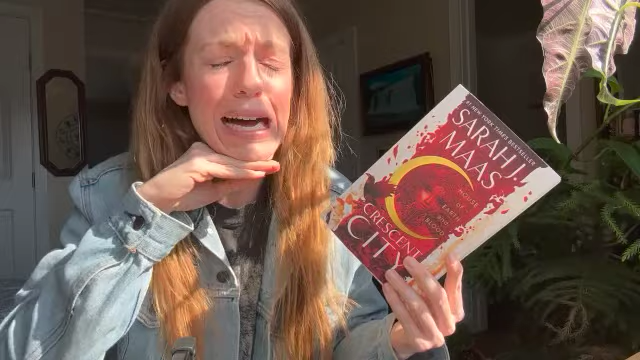 #1 NEW YORK TIMES BESTSELLER
SARAH J.
MAAS
HOUSE
OF
EARTH
AND
BLOOD
CRESCENT
CITY